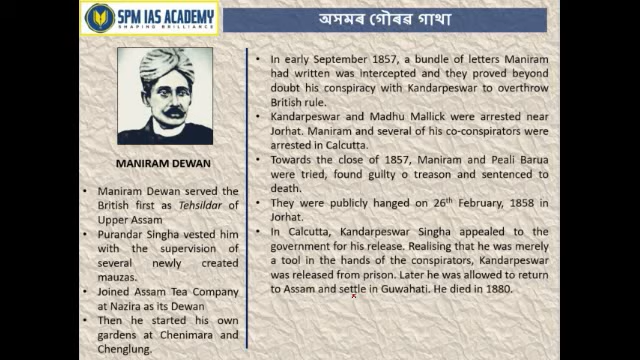 SPM IAS ACADEMY
SHAPING BRILLIANCE
অসমৰ গৌৰৱ গাথা
MANIRAM DEWAN
• Maniram Dewan served the
British first as Tehsildar of
Upper Assam
• Purandar Singha vested him
with the supervision of
several newly created
mauzas.
• Joined Assam Tea Company
at Nazira as its Dewan
• Then he started his own
gardens at Chenimara and
Chenglung.
• In early September 1857, a bundle of letters Maniram
had written was intercepted and they proved beyond
doubt his conspiracy with Kandarpeswar to overthrow
British rule.
• Kandarpeswar and Madhu Mallick were arrested near
Jorhat. Maniram and several of his co-conspirators were
arrested in Calcutta.
• Towards the close of 1857, Maniram and Peali Barua
were tried, found guilty o treason and sentenced to
death.
• They were publicly hanged on 26th February, 1858 in
Jorhat.
• In Calcutta, Kandarpeswar Singha appealed to the
government for his release. Realising that he was merely
a tool in the hands of the conspirators, Kandarpeswar
was released from prison. Later he was allowed to return
to Assam and settle in Guwahati. He died in 1880.